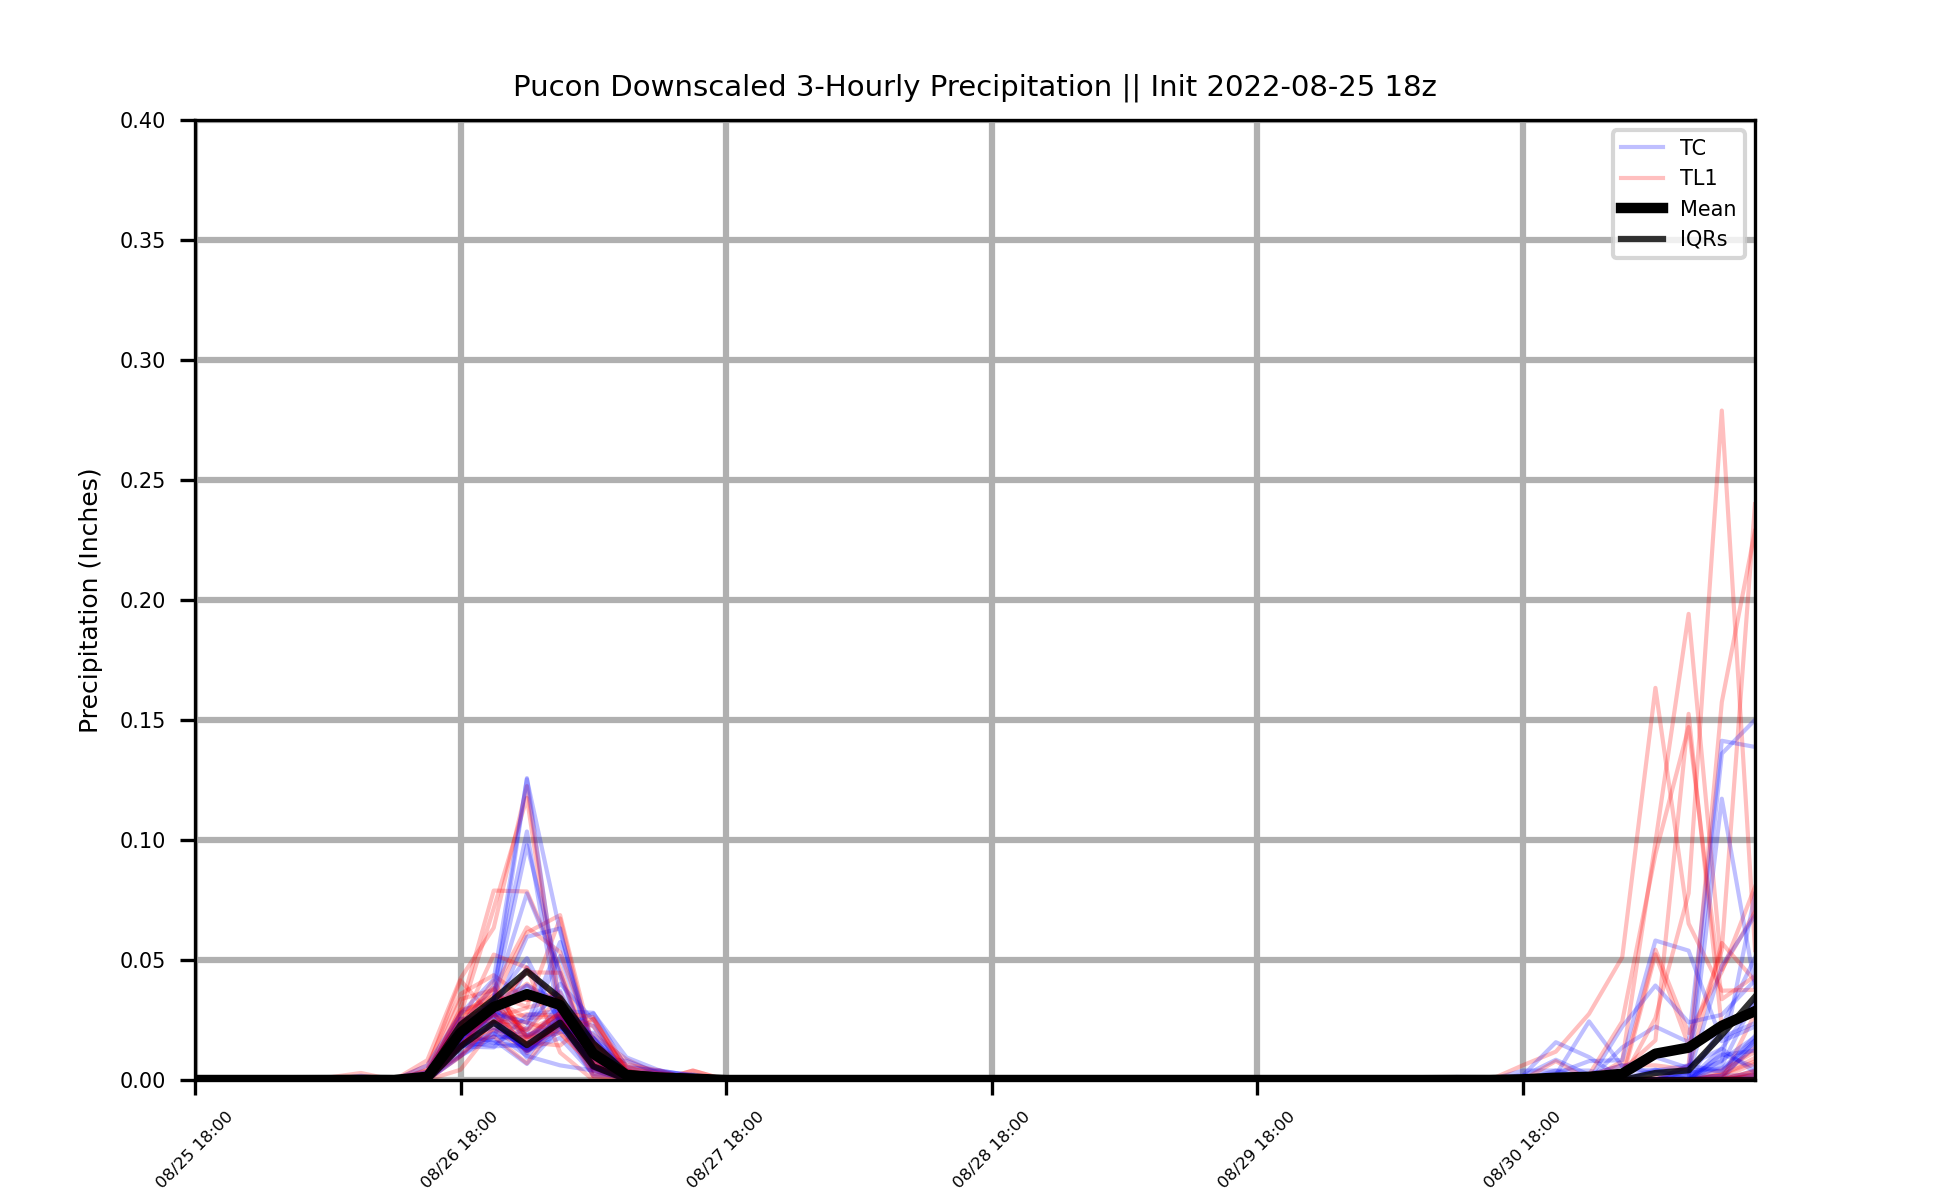 Pucon Downscaled 3-Hourly Precipitation || Init 2022-08-25 18z
TC
TL1
Mean
IQRs
Precipitation (Inches)
0.40
0.35
0.30
0.25
0.20
0.15
0.10
0.05
0.00
08/25 18:00
08/26 18:00
08/27 18:00
08/28 18:00
08/29 18:00
08/30 18:00